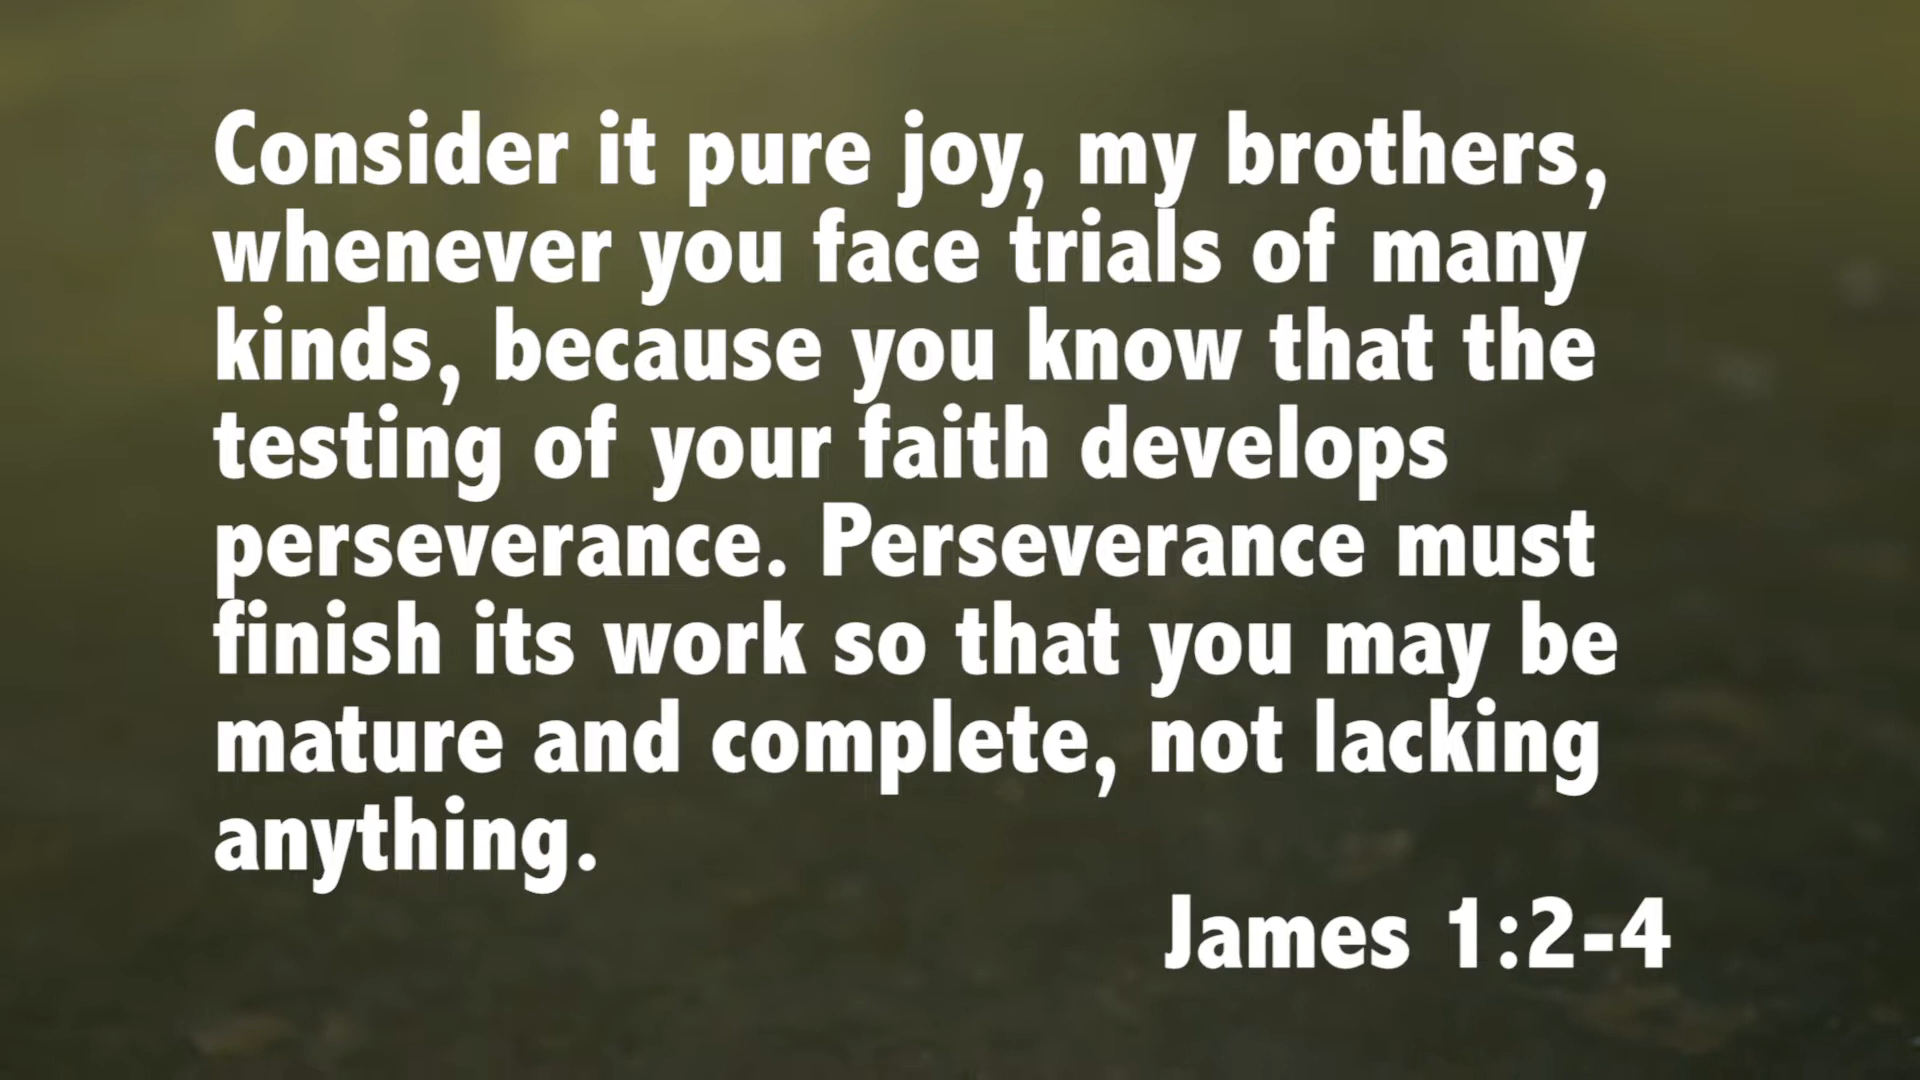 Consider it pure joy, my brothers,
whenever you face trials of many
kinds, because you know that the
testing of your faith develops
perseverance. Perseverance must
finish its work so that you may be
mature and complete, not lacking
anything.
James 1:2-4